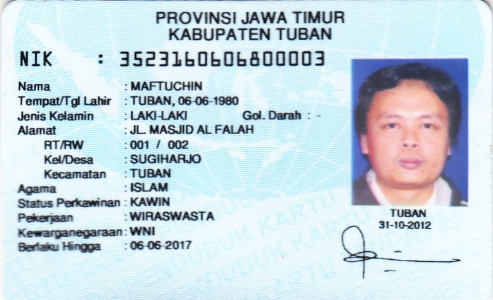 PROVINSI JAWA TIMUR
KABUPATEN TUBAN
NIK : 3523160606800003
Nama : MAFTUCHIN
Tempat/Tgl Lahir : TUBAN, 06-06-1980
Jenis Kelamin : LAKI-LAKI Gol. Darah : -
Alamat : JL. MASJID AL FALAH
RT/RW : 001 / 002
Kel/Desa : SUGIHARJO
Kecamatan : TUBAN
Agama : ISLAM
Status Perkawinan : KAWIN
Pekerjaan : WIRASWASTA
Kewarganegaraan : WNI
Berlaku Hingga : 06-06-2017
TUBAN
31-10-2012